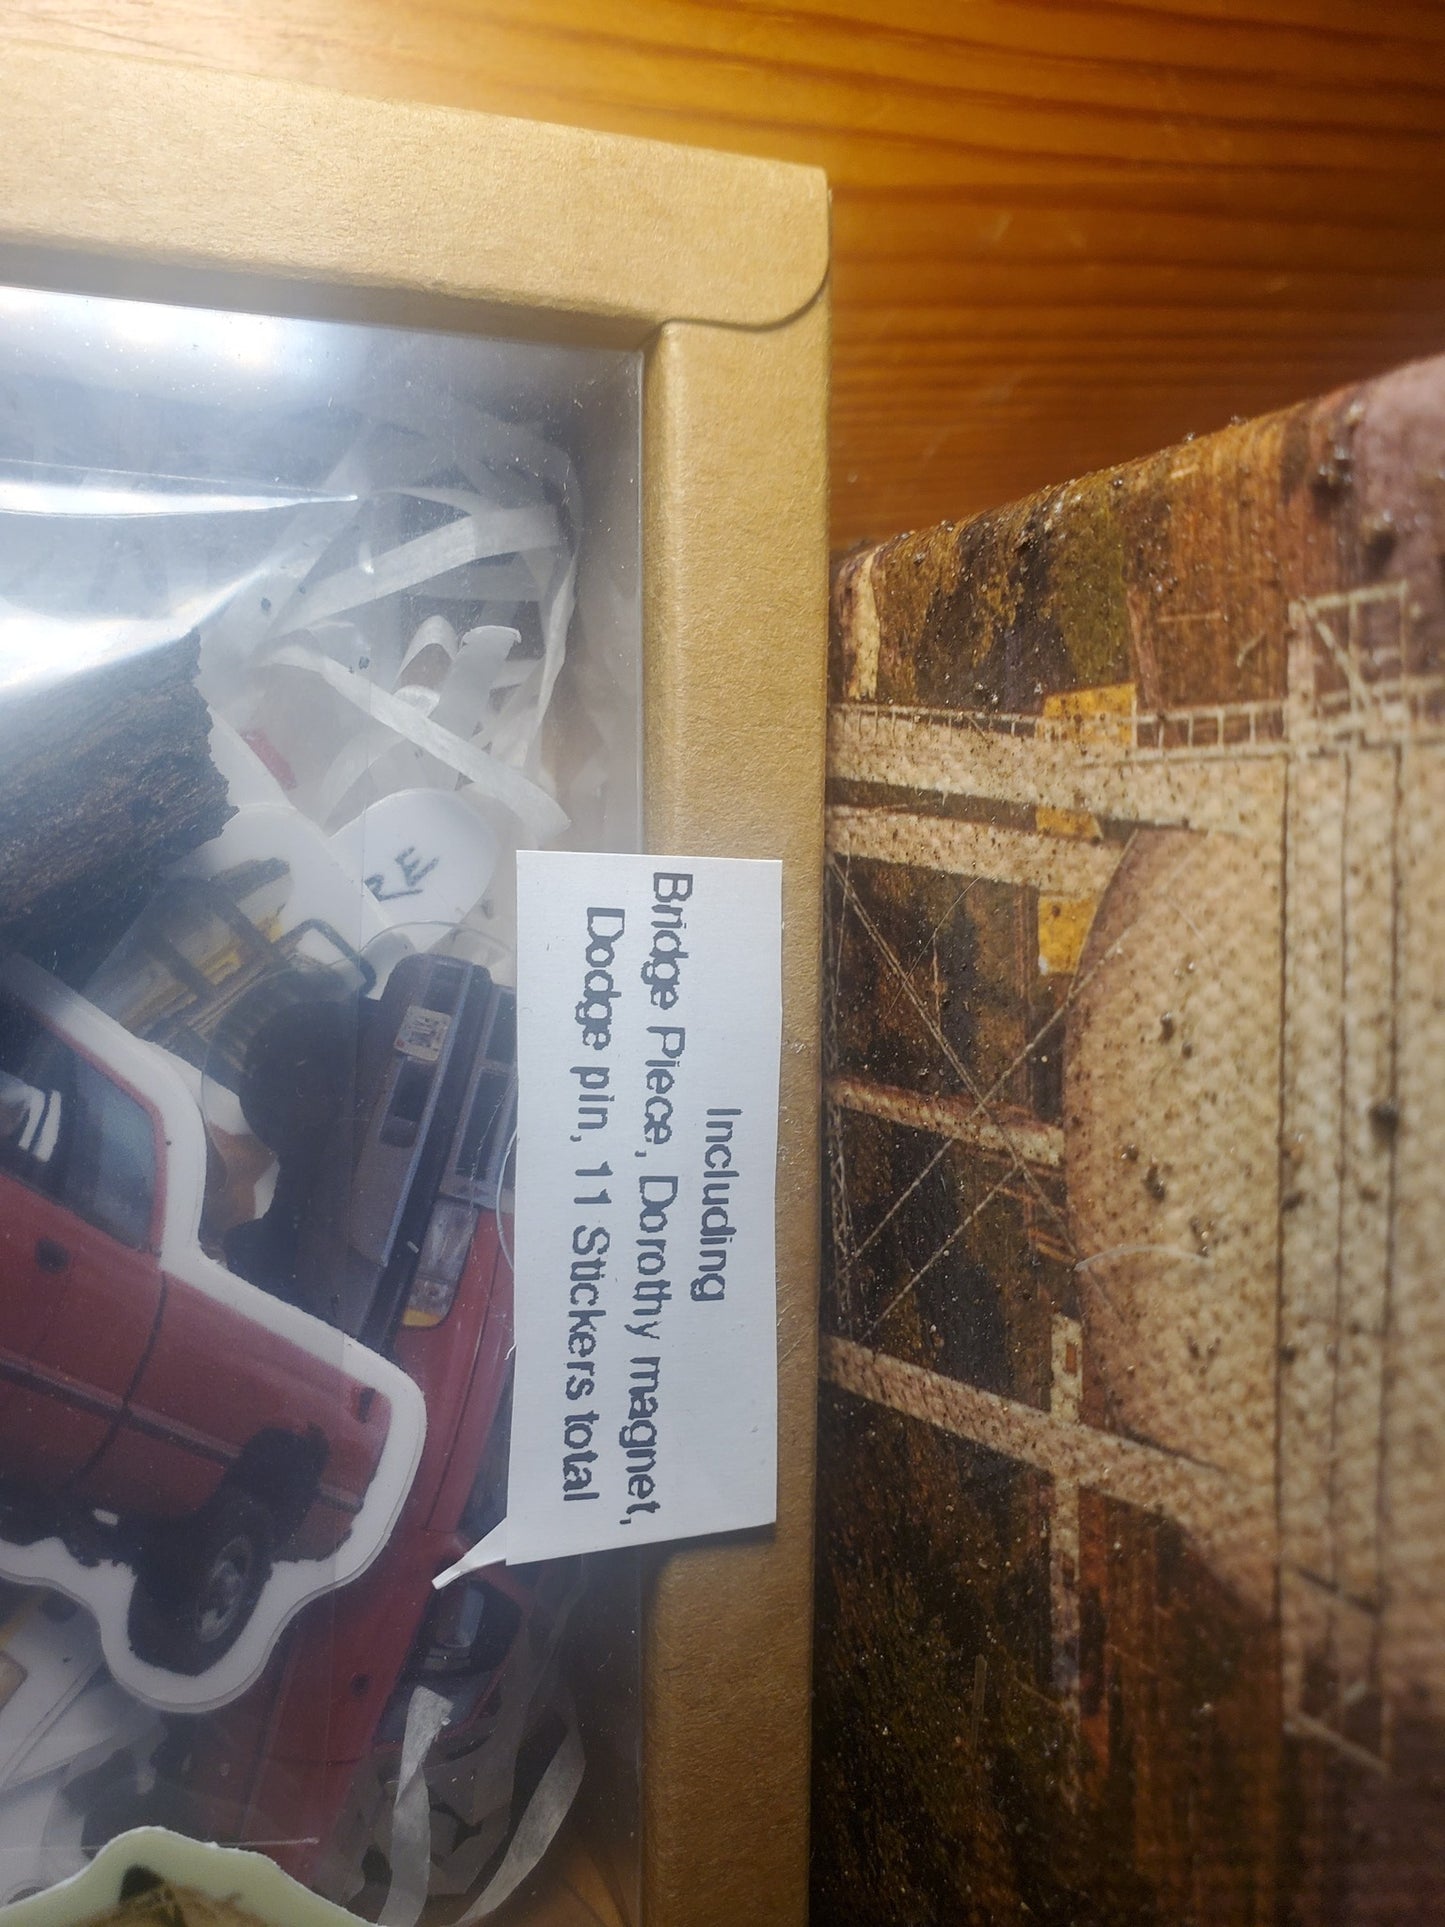 Including
Bridge Piece, Dorothy magnet,
Dodge pin, 11 Stickers total